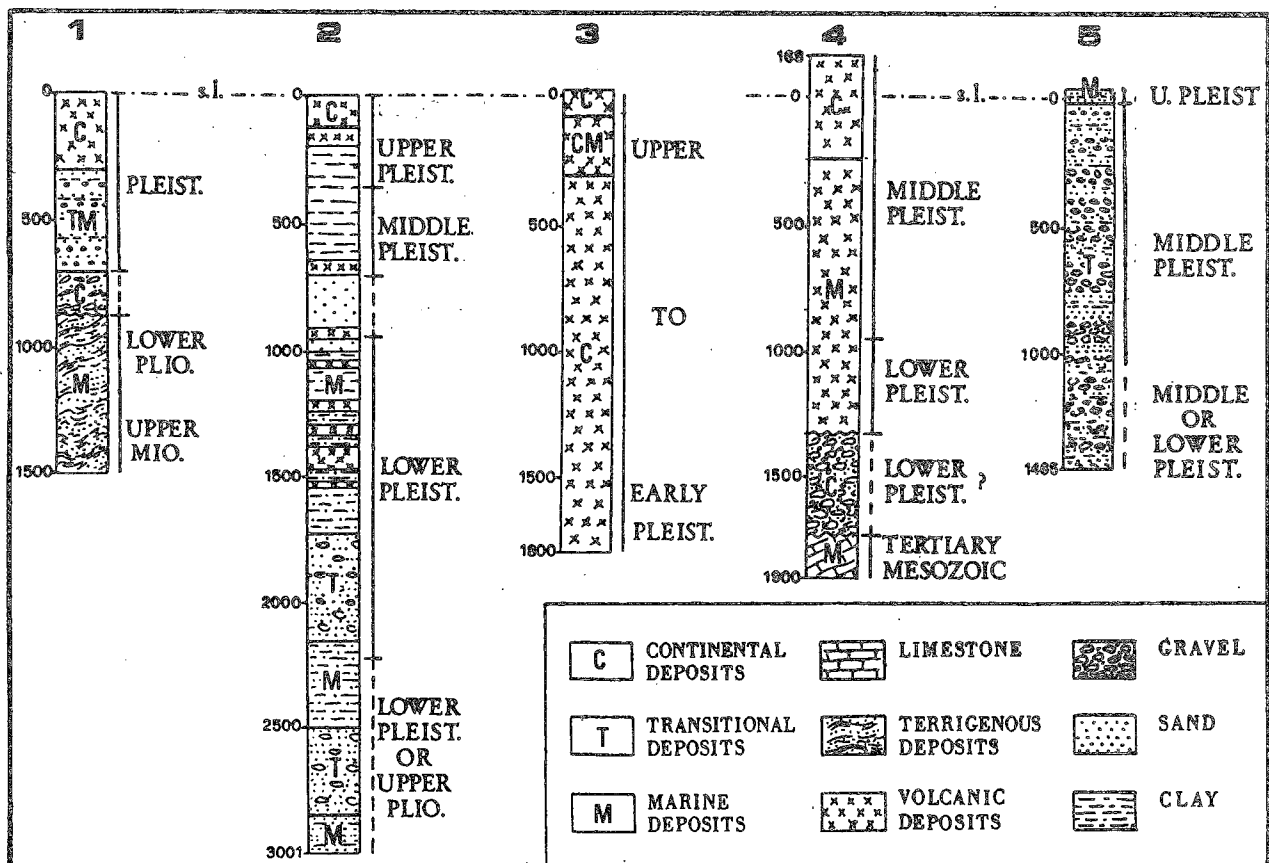 1 2 3 4 5
0
C
500
TM
C
1000
M
1500
PLEIST.
LOWER
PLIO.
UPPER
MIO.
s.l.
0
C
500
1000
M
1500
T
C
2000
M
2500
T
M
3001
UPPER
PLEIST.
MIDDLE
PLEIST.
LOWER
PLEIST.
LOWER
PLEIST.
OR
UPPER
PLIO.
0
C
CM
500
1000
C
1500
1800
UPPER
TO
EARLY
PLEIST.
168
0
C
500
M
1000
1500
C
M
1900
MIDDLE
PLEIST.
LOWER
PLEIST.
LOWER
PLEIST. ?
TERTIARY
MESOZOIC
s.l.
M
0
500
T
1000
1465
U. PLEIST
MIDDLE
PLEIST.
MIDDLE
OR
LOWER
PLEIST.
C CONTINENTAL
DEPOSITS
T TRANSITIONAL
DEPOSITS
M MARINE
DEPOSITS
LIMESTONE
TERRIGENOUS
DEPOSITS
VOLCANIC
DEPOSITS
GRAVEL
SAND
CLAY